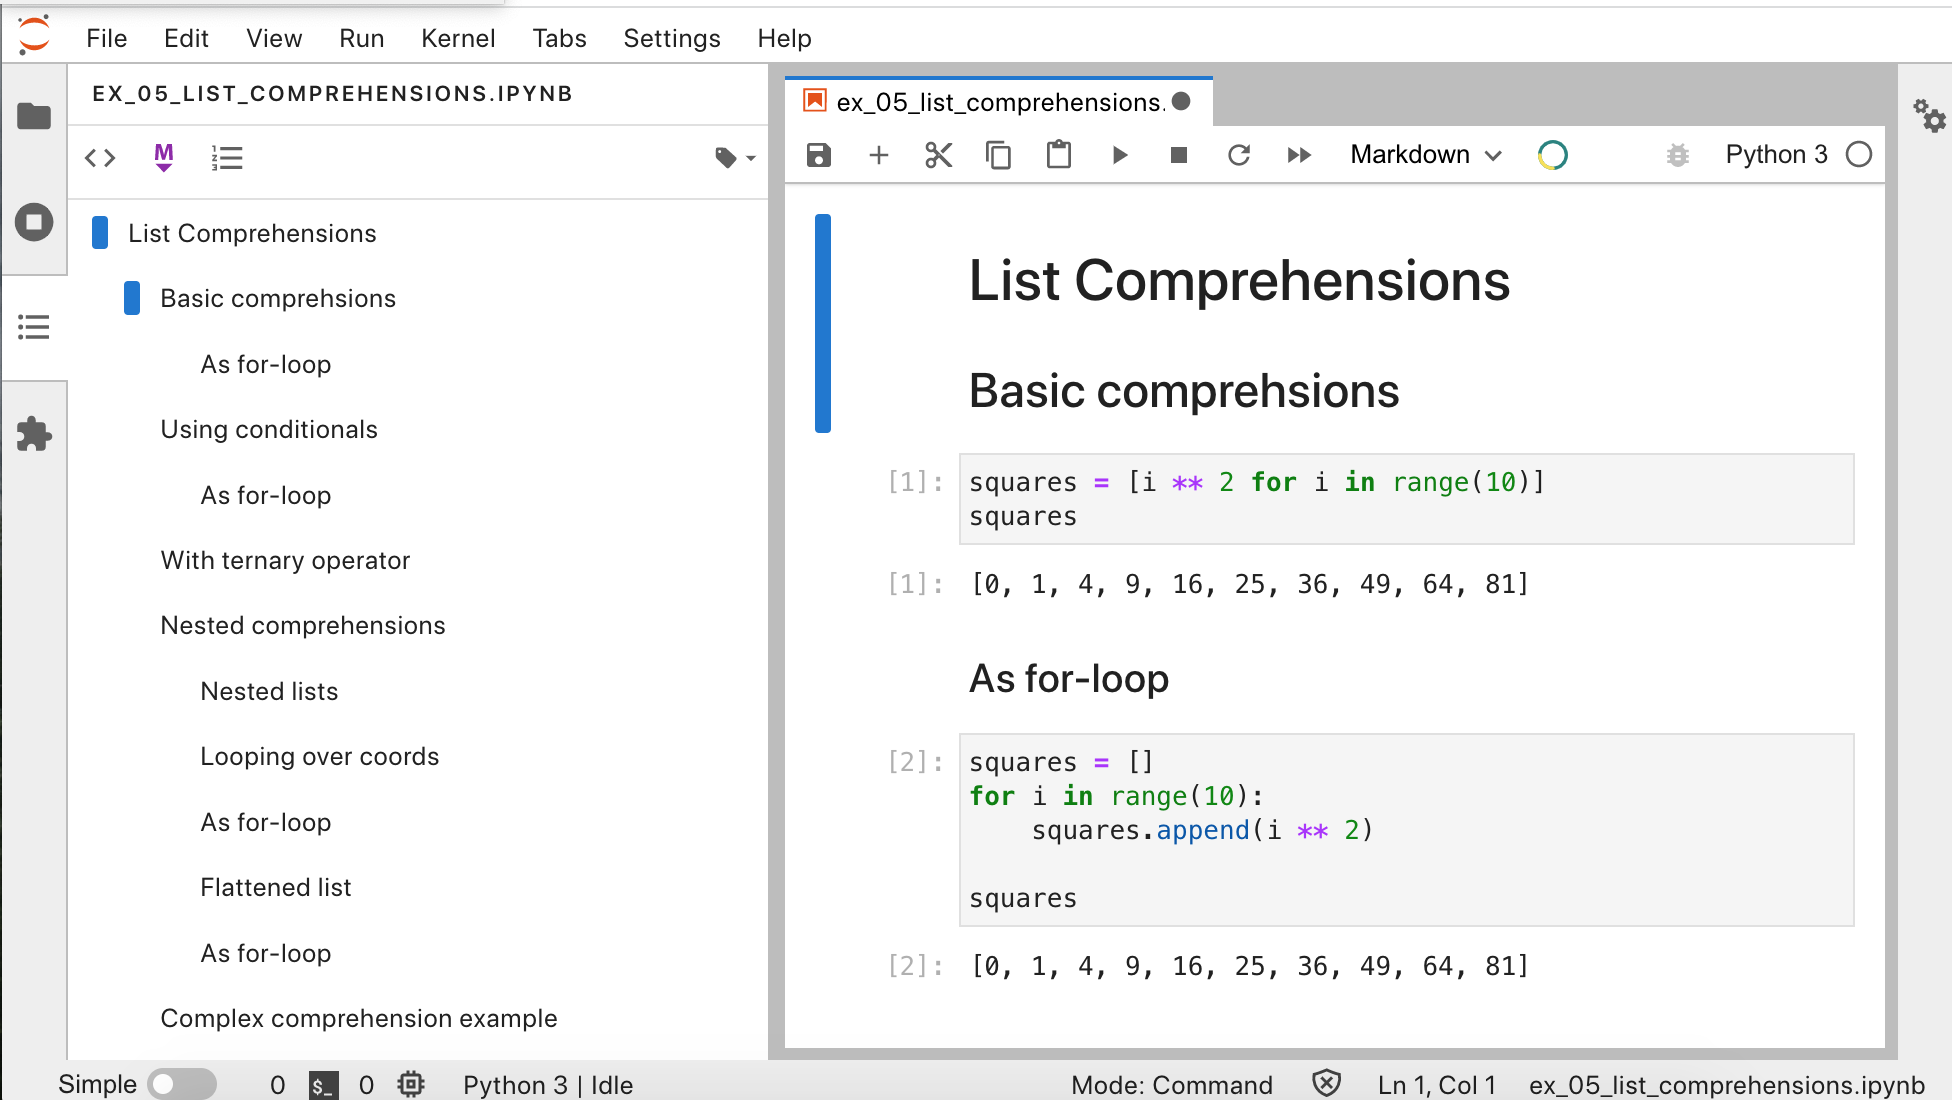 File Edit View Run Kernel Tabs Settings Help
EX_05_LIST_COMPREHENSIONS.IPYNB
M
List Comprehensions
Basic comprehsions
As for-loop
Using conditionals
As for-loop
With ternary operator
Nested comprehensions
Nested lists
Looping over coords
As for-loop
Flattened list
As for-loop
Complex comprehension example
ex_05_list_comprehensions.
Markdown Python 3
List Comprehensions
Basic comprehsions
[1]: squares = [i ** 2 for i in range(10)]
squares
[1]: [0, 1, 4, 9, 16, 25, 36, 49, 64, 81]
As for-loop
[2]: squares = []
for i in range(10):
    squares.append(i ** 2)
squares
[2]: [0, 1, 4, 9, 16, 25, 36, 49, 64, 81]
Simple 0 $_ 0 Python 3 | Idle Mode: Command Ln 1, Col 1 ex_05_list_comprehensions.ipynb